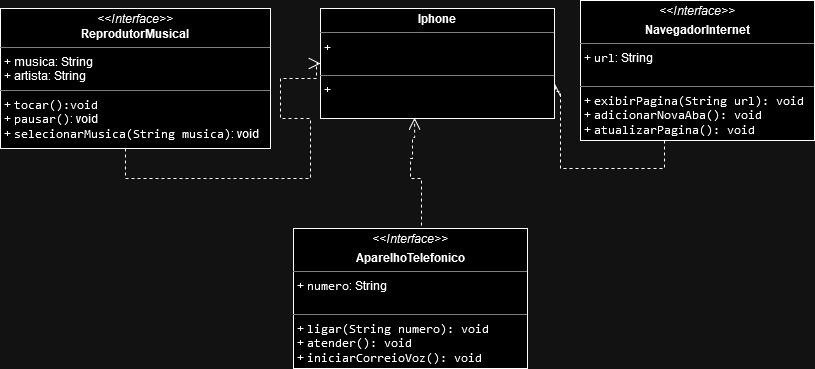 <<Interface>>
ReprodutorMusical
+ musica: String
+ artista: String
+ tocar():void
+ pausar(): void
+ selecionarMusica(String musica): void
Iphone
+
+
<<Interface>>
NavegadorInternet
+ url: String
+ exibirPagina(String url): void
+ adicionarNovaAba(): void
+ atualizarPagina(): void
<<Interface>>
AparelhoTelefonico
+ numero: String
+ ligar(String numero): void
+ atender(): void
+ iniciarCorreioVoz(): void